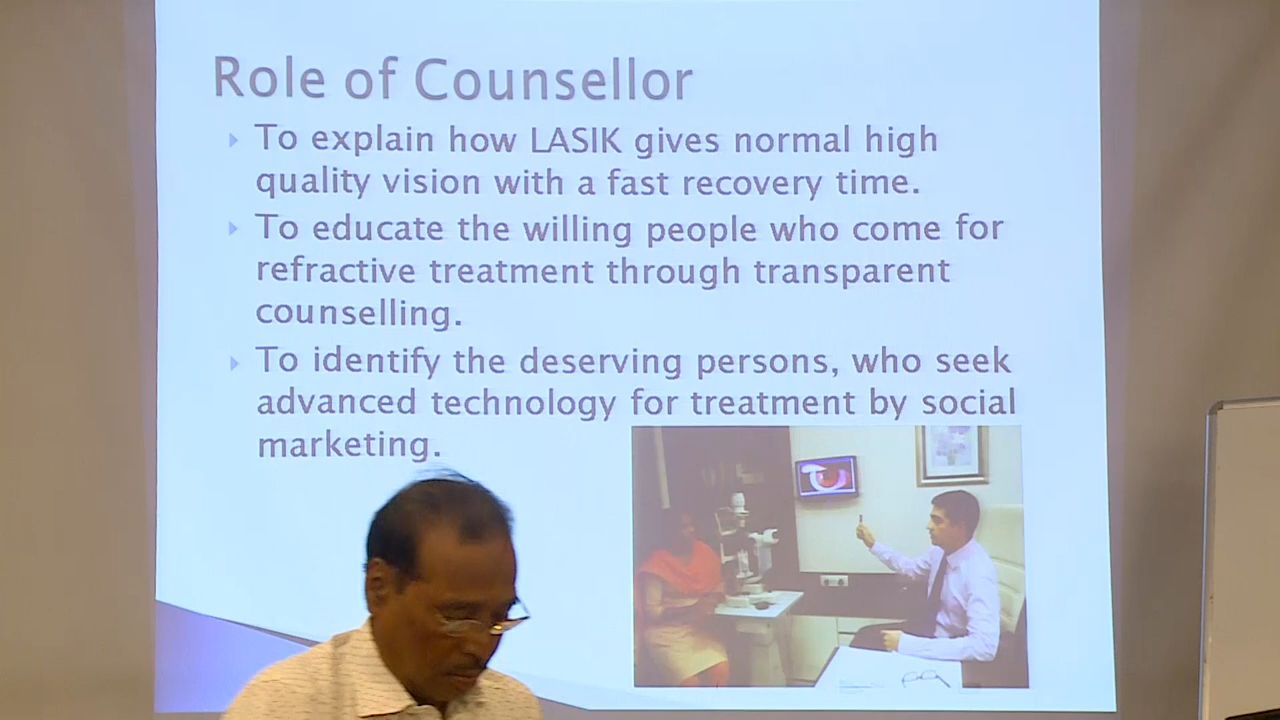 Role of Counsellor
To explain how LASIK gives normal high
quality vision with a fast recovery time.
To educate the willing people who come for
refractive treatment through transparent
counselling.
To identify the deserving persons, who seek
advanced technology for treatment by social
marketing.